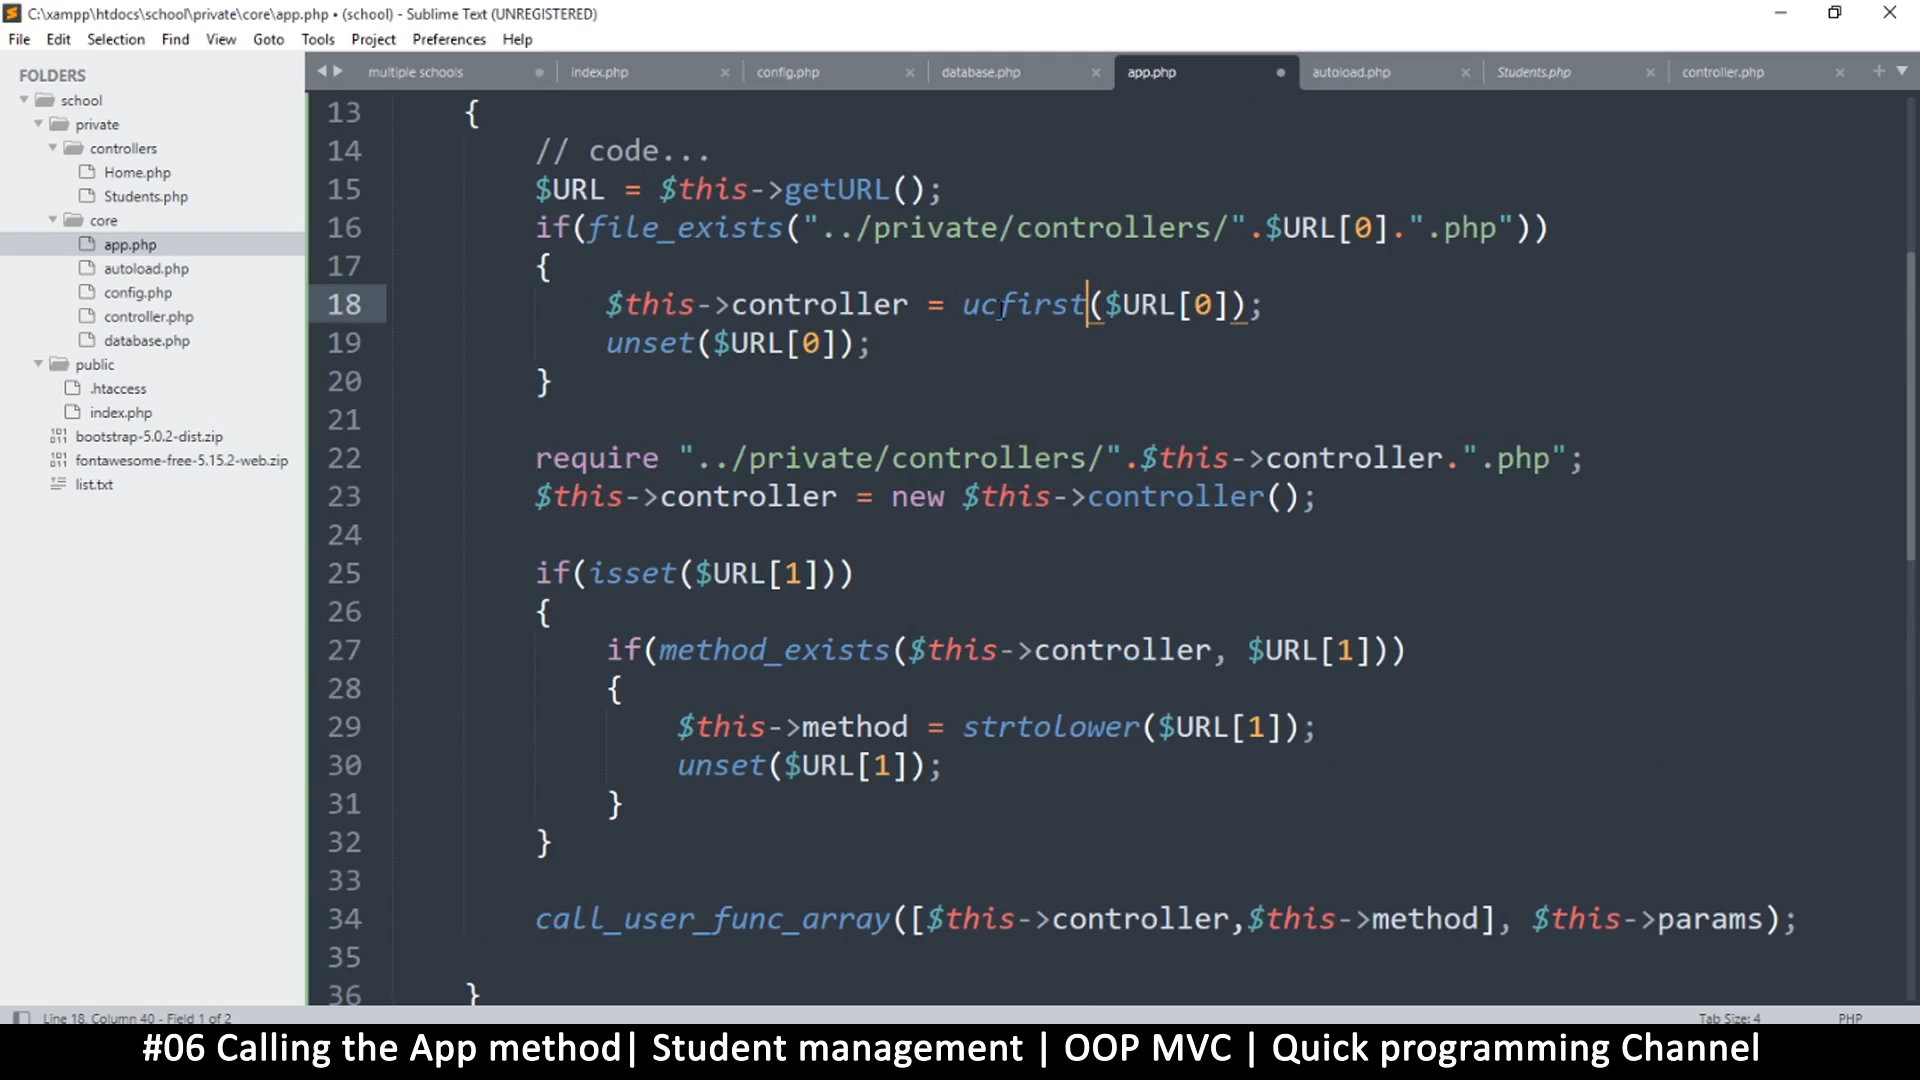 C:\xampp\htdocs\school\private\core\app.php • (school) - Sublime Text (UNREGISTERED)
File Edit Selection Find View Goto Tools Project Preferences Help
FOLDERS
school
private
controllers
Home.php
Students.php
core
app.php
autoload.php
config.php
controller.php
database.php
public
.htaccess
index.php
bootstrap-5.0.2-dist.zip
fontawesome-free-5.15.2-web.zip
list.txt
multiple schools index.php config.php database.php app.php autoload.php Students.php controller.php
13 {
14 // code...
15 $URL = $this->getURL();
16 if(file_exists("../private/controllers/".$URL[0].".php"))
17 {
18 $this->controller = ucfirst($URL[0]);
19 unset($URL[0]);
20 }
21
22 require "../private/controllers/".$this->controller.".php";
23 $this->controller = new $this->controller();
24
25 if(isset($URL[1]))
26 {
27 if(method_exists($this->controller, $URL[1]))
28 {
29 $this->method = strtolower($URL[1]);
30 unset($URL[1]);
31 }
32 }
33
34 call_user_func_array([$this->controller,$this->method], $this->params);
35
36 }
Line 18, Column 40 - Field 1 of 2 Tab Size: 4 PHP
#06 Calling the App method| Student management | OOP MVC | Quick programming Channel